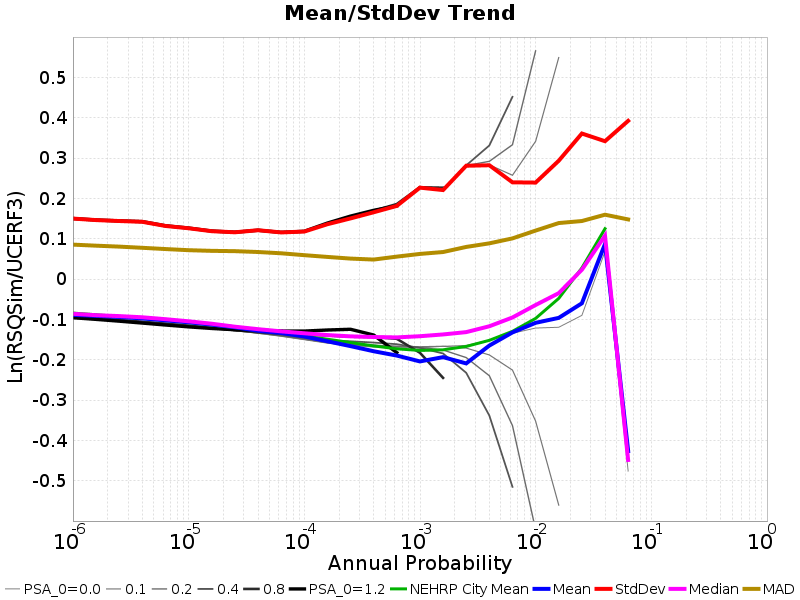 Mean/StdDev Trend
Ln(RSQSim/UCERF3)
0.5
0.4
0.3
0.2
0.1
0
-0.1
-0.2
-0.3
-0.4
-0.5
10-6 10-5 10-4 10-3 10-2 10-1 100
Annual Probability
PSA_0=0.0 0.1 0.2 0.4 0.8 PSA_0=1.2 NEHRP City Mean Mean StdDev Median MAD